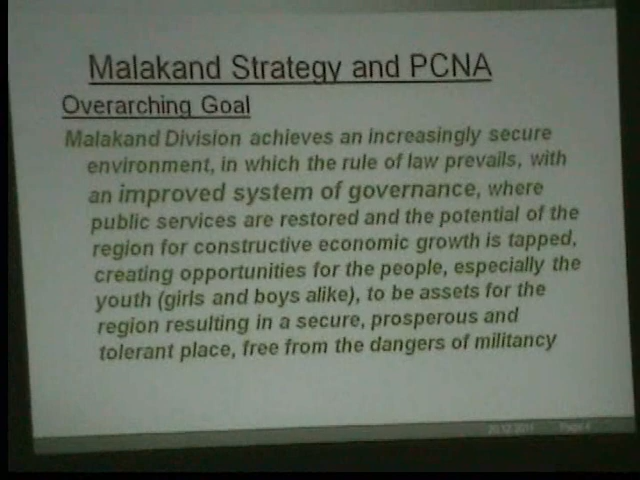 Malakand Strategy and PCNA
Overarching Goal
Malakand Division achieves an increasingly secure
environment, in which the rule of law prevails, with
an improved system of governance, where
public services are restored and the potential of the
region for constructive economic growth is tapped,
creating opportunities for the people, especially the
youth (girls and boys alike), to be assets for the
region resulting in a secure, prosperous and
tolerant place, free from the dangers of militancy
Page